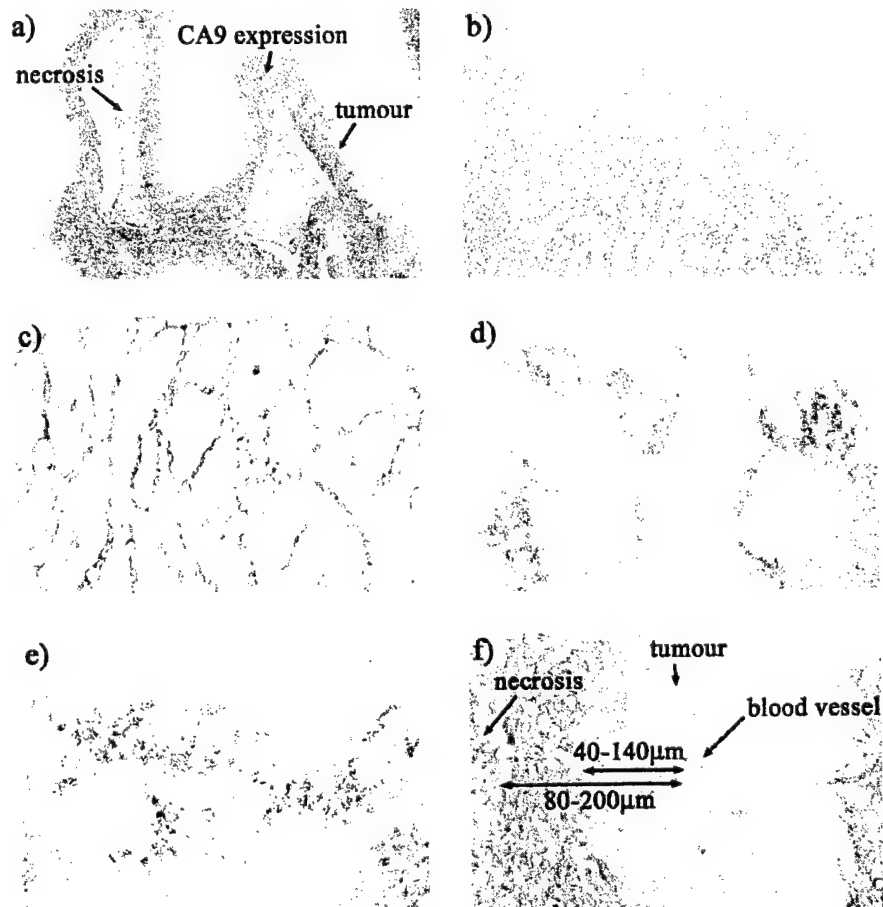 a)
CA9 expression
necrosis
tumour
b)
c)
d)
e)
f)
tumour
necrosis
blood vessel
40-140μm
80-200μm